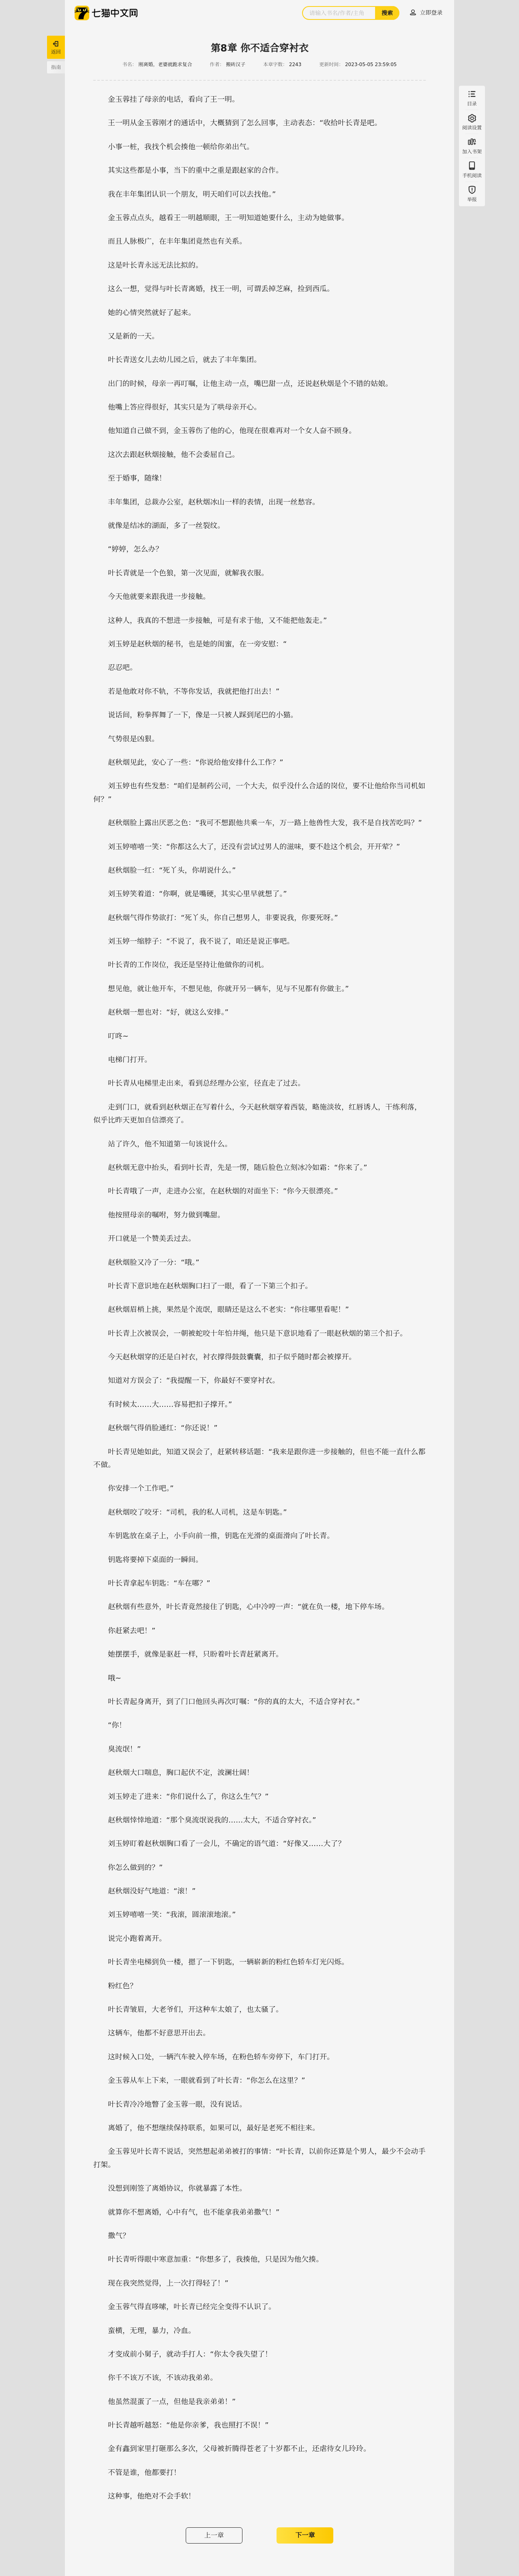 七猫中文网
请输入书名/作者/主角
搜索
立即登录
返回
指南
目录
阅读设置
加入书架
手机阅读
举报
第8章 你不适合穿衬衣
本章字数： 2243
更新时间： 2023-05-05 23:59:05
金玉蓉挂了母亲的电话，看向了王一明。
王一明从金玉蓉刚才的通话中，大概猜到了怎么回事，主动表态：“收拾叶长青是吧。
小事一桩，我找个机会揍他一顿给你弟出气。
其实这些都是小事，当下的重中之重是跟赵家的合作。
我在丰年集团认识一个朋友，明天咱们可以去找他。”
金玉蓉点点头，越看王一明越顺眼，王一明知道她要什么，主动为她做事。
而且人脉极广，在丰年集团竟然也有关系。
这是叶长青永远无法比拟的。
这么一想，觉得与叶长青离婚，找王一明，可谓丢掉芝麻，捡到西瓜。
她的心情突然就好了起来。
又是新的一天。
叶长青送女儿去幼儿园之后，就去了丰年集团。
出门的时候，母亲一再叮嘱，让他主动一点，嘴巴甜一点，还说赵秋烟是个不错的姑娘。
他嘴上答应得很好，其实只是为了哄母亲开心。
他知道自己做不到，金玉蓉伤了他的心，他现在很难再对一个女人奋不顾身。
这次去跟赵秋烟接触，他不会委屈自己。
至于婚事，随缘！
丰年集团，总裁办公室，赵秋烟冰山一样的表情，出现一丝愁容。
就像是结冰的湖面，多了一丝裂纹。
“婷婷，怎么办？
叶长青就是一个色狼，第一次见面，就解我衣服。
今天他就要来跟我进一步接触。
这种人，我真的不想进一步接触，可是有求于他，又不能把他轰走。”
刘玉婷是赵秋烟的秘书，也是她的闺蜜，在一旁安慰：“
忍忍吧。
若是他敢对你不轨，不等你发话，我就把他打出去！”
说话间，粉拳挥舞了一下，像是一只被人踩到尾巴的小猫。
气势很是凶狠。
赵秋烟见此，安心了一些：“你说给他安排什么工作？”
刘玉婷也有些发愁：“咱们是制药公司，一个大夫，似乎没什么合适的岗位，要不让他给你当司机如
何？”
赵秋烟脸上露出厌恶之色：“我可不想跟他共乘一车，万一路上他兽性大发，我不是自找苦吃吗？”
刘玉婷嘻嘻一笑：“你都这么大了，还没有尝试过男人的滋味，要不趁这个机会，开开荤？”
赵秋烟脸一红：“死丫头，你胡说什么。”
刘玉婷笑着道：“你啊，就是嘴硬，其实心里早就想了。”
赵秋烟气得作势欲打：“死丫头，你自己想男人，非要说我，你要死呀。”
刘玉婷一缩脖子：“不说了，我不说了，咱还是说正事吧。
叶长青的工作岗位，我还是坚持让他做你的司机。
想见他，就让他开车，不想见他，你就开另一辆车，见与不见都有你做主。”
赵秋烟一想也对：“好，就这么安排。”
叮咚~
电梯门打开。
叶长青从电梯里走出来，看到总经理办公室，径直走了过去。
走到门口，就看到赵秋烟正在写着什么，今天赵秋烟穿着西装，略施淡妆，红唇诱人，干练利落，
似乎比昨天更加自信漂亮了。
站了许久，他不知道第一句该说什么。
赵秋烟无意中抬头，看到叶长青，先是一愣，随后脸色立刻冰冷如霜：“你来了。”
叶长青哦了一声，走进办公室，在赵秋烟的对面坐下：“你今天很漂亮。”
他按照母亲的嘱咐，努力做到嘴甜。
开口就是一个赞美丢过去。
赵秋烟脸又冷了一分：“哦。”
叶长青下意识地在赵秋烟胸口扫了一眼，看了一下第三个扣子。
赵秋烟眉梢上挑，果然是个流氓，眼睛还是这么不老实：“你往哪里看呢！”
叶长青上次被误会，一朝被蛇咬十年怕井绳，他只是下意识地看了一眼赵秋烟的第三个扣子。
今天赵秋烟穿的还是白衬衣，衬衣撑得鼓鼓囊囊，扣子似乎随时都会被撑开。
知道对方误会了：“我提醒一下，你最好不要穿衬衣。
有时候太……大……容易把扣子撑开。”
赵秋烟气得俏脸通红：“你还说！”
叶长青见她如此，知道又误会了，赶紧转移话题：“我来是跟你进一步接触的，但也不能一直什么都
不做。
你安排一个工作吧。”
赵秋烟咬了咬牙：“司机，我的私人司机，这是车钥匙。”
车钥匙放在桌子上，小手向前一推，钥匙在光滑的桌面滑向了叶长青。
钥匙将要掉下桌面的一瞬间。
叶长青拿起车钥匙：“车在哪？”
赵秋烟有些意外，叶长青竟然接住了钥匙，心中冷哼一声：“就在负一楼，地下停车场。
你赶紧去吧！”
她摆摆手，就像是驱赶一样，只盼着叶长青赶紧离开。
哦~
叶长青起身离开，到了门口他回头再次叮嘱：“你的真的太大，不适合穿衬衣。”
“你！
臭流氓！”
赵秋烟大口喘息，胸口起伏不定，波澜壮阔！
刘玉婷走了进来：“你们说什么了，你这么生气？”
赵秋烟悻悻地道：“那个臭流氓说我的……太大，不适合穿衬衣。”
刘玉婷盯着赵秋烟胸口看了一会儿，不确定的语气道：“好像又……大了？
你怎么做到的？”
赵秋烟没好气地道：“滚！”
刘玉婷嘻嘻一笑：“我滚，圆滚滚地滚。”
说完小跑着离开。
叶长青坐电梯到负一楼，摁了一下钥匙，一辆崭新的粉红色轿车灯光闪烁。
粉红色？
叶长青皱眉，大老爷们，开这种车太娘了，也太骚了。
这辆车，他都不好意思开出去。
这时候入口处，一辆汽车驶入停车场，在粉色轿车旁停下，车门打开。
金玉蓉从车上下来，一眼就看到了叶长青：“你怎么在这里？”
叶长青冷冷地瞥了金玉蓉一眼，没有说话。
离婚了，他不想继续保持联系，如果可以，最好是老死不相往来。
金玉蓉见叶长青不说话，突然想起弟弟被打的事情：“叶长青，以前你还算是个男人，最少不会动手
打架。
没想到刚签了离婚协议，你就暴露了本性。
就算你不想离婚，心中有气，也不能拿我弟弟撒气！”
撒气？
叶长青听得眼中寒意加重：“你想多了，我揍他，只是因为他欠揍。
现在我突然觉得，上一次打得轻了！”
金玉蓉气得直哆嗦，叶长青已经完全变得不认识了。
蛮横，无理，暴力，冷血。
才变成前小舅子，就动手打人：“你太令我失望了！
你千不该万不该，不该动我弟弟。
他虽然混蛋了一点，但他是我亲弟弟！”
叶长青越听越怒：“他是你亲爹，我也照打不误！”
金有鑫到家里打砸那么多次，父母被折腾得苍老了十岁都不止，还虐待女儿玲玲。
不管是谁，他都要打！
这种事，他绝对不会手软！
上一章
下一章